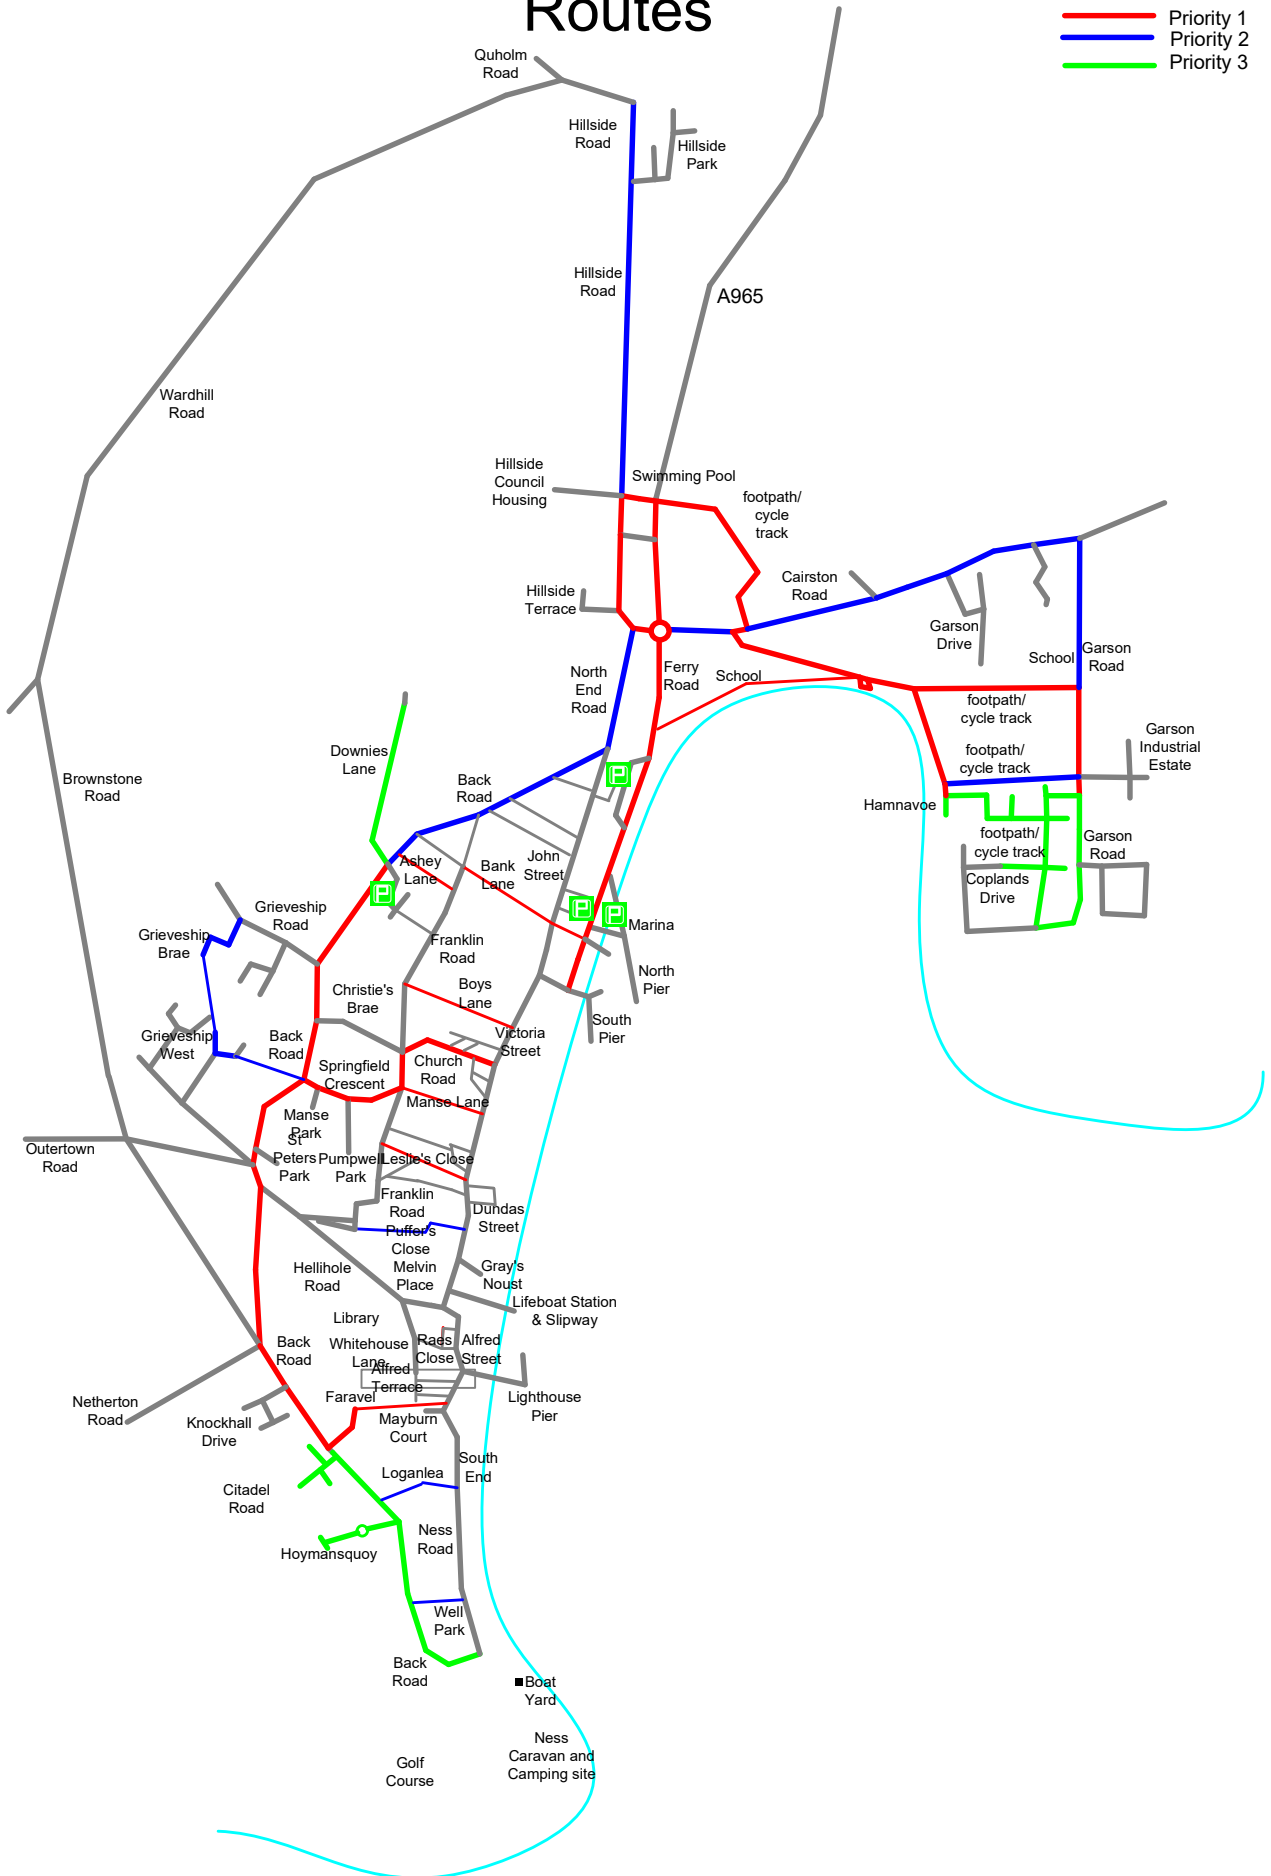 Routes
Priority 1
Priority 2
Priority 3
Quholm
Road
Hillside
Road
Hillside
Park
Hillside
Road
A965
Wardhill
Road
Hillside
Council
Housing
Swimming Pool
footpath/
cycle
track
Cairston
Road
Hillside
Terrace
Garson
Drive
School
Garson
Road
North
End
Road
Ferry
Road
School
footpath/
cycle track
Garson
Industrial
Estate
footpath/
cycle track
Downies
Lane
Brownstone
Road
Back
Road
Hamnavoe
footpath/
cycle track
Garson
Road
Ashey
Lane
Bank
Lane
John
Street
Coplands
Drive
P
P
P
P
Marina
Grieveship
Road
Grieveship
Brae
Franklin
Road
North
Pier
Christie's
Brae
Boys
Lane
South
Pier
Victoria
Street
Grieveship
West
Back
Road
Springfield
Crescent
Church
Road
Manse Lane
Manse
Park
St
Peters
Park
Pumpwell
Park
Leslie's Close
Outertown
Road
Franklin
Road
Dundas
Street
Puffer's
Close
Melvin
Place
Hellihole
Road
Gray's
Noust
Lifeboat Station
& Slipway
Library
Whitehouse
Lane
Raes
Close
Alfred
Street
Back
Road
Alfred
Terrace
Faravel
Lighthouse
Pier
Netherton
Road
Knockhall
Drive
Mayburn
Court
South
End
Loganlea
Citadel
Road
Ness
Road
Hoymansquoy
Well
Park
Back
Road
Boat
Yard
Ness
Caravan and
Camping site
Golf
Course